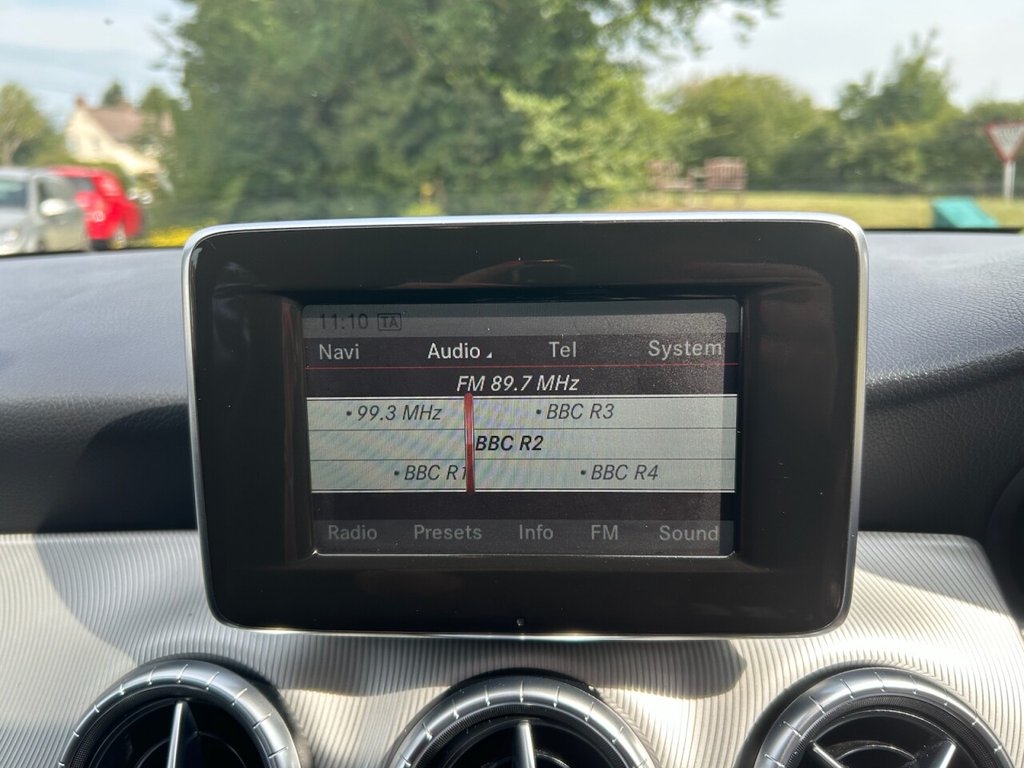 11:10 TA
Navi Audio Tel System
FM 89.7 MHz
•99.3 MHz •BBC R3
BBC R2
•BBC R1 •BBC R4
Radio Presets Info FM Sound